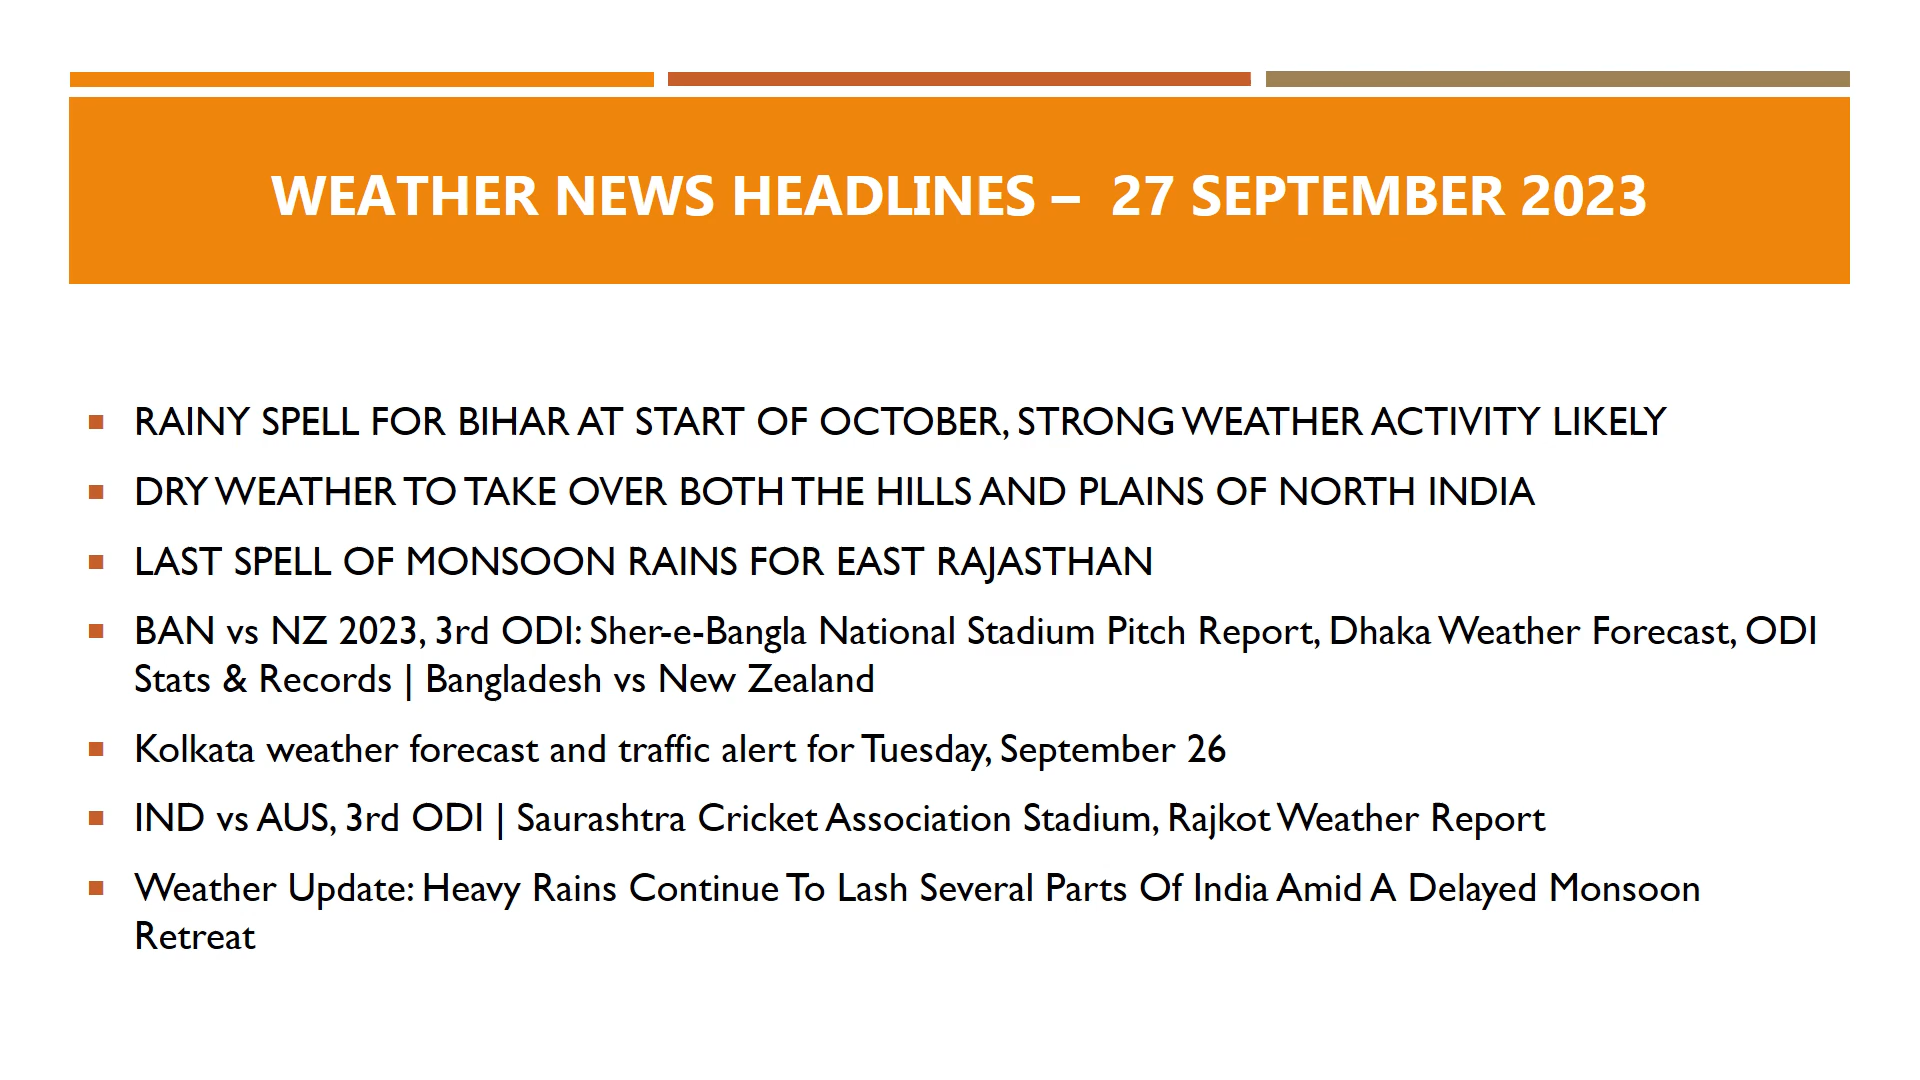 WEATHER NEWS HEADLINES – 27 SEPTEMBER 2023
RAINY SPELL FOR BIHAR AT START OF OCTOBER, STRONG WEATHER ACTIVITY LIKELY
DRY WEATHER TO TAKE OVER BOTH THE HILLS AND PLAINS OF NORTH INDIA
LAST SPELL OF MONSOON RAINS FOR EAST RAJASTHAN
BAN vs NZ 2023, 3rd ODI: Sher-e-Bangla National Stadium Pitch Report, Dhaka Weather Forecast, ODI
Stats & Records | Bangladesh vs New Zealand
Kolkata weather forecast and traffic alert for Tuesday, September 26
IND vs AUS, 3rd ODI | Saurashtra Cricket Association Stadium, Rajkot Weather Report
Weather Update: Heavy Rains Continue To Lash Several Parts Of India Amid A Delayed Monsoon
Retreat